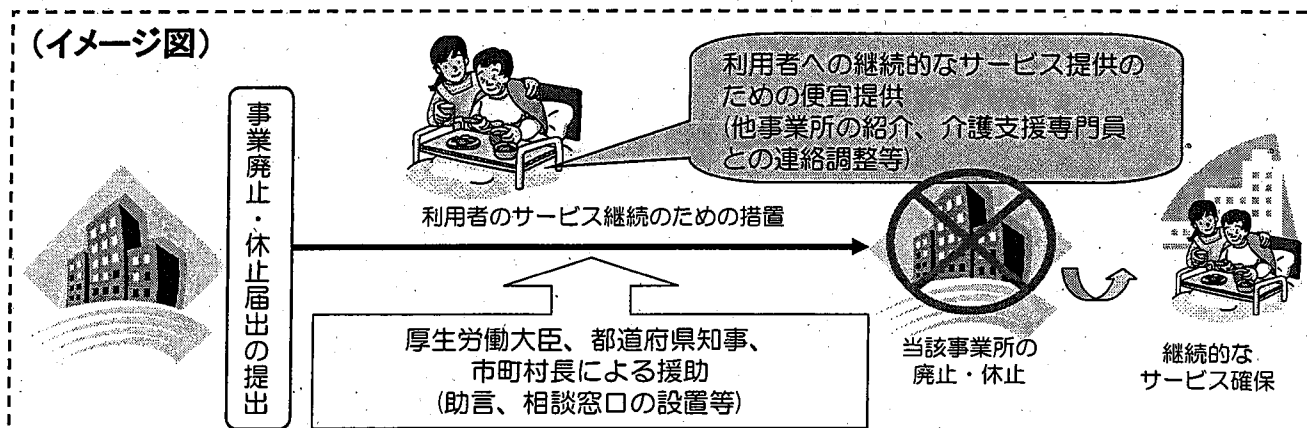 (イメージ図)
事業廃止・休止届出の提出
利用者への継続的なサービス提供の
ための便宜提供
(他事業所の紹介、介護支援専門員
との連絡調整等)
利用者のサービス継続のための措置
厚生労働大臣、都道府県知事、
市町村長による援助
(助言、相談窓口の設置等)
当該事業所の
廃止・休止
継続的な
サービス確保